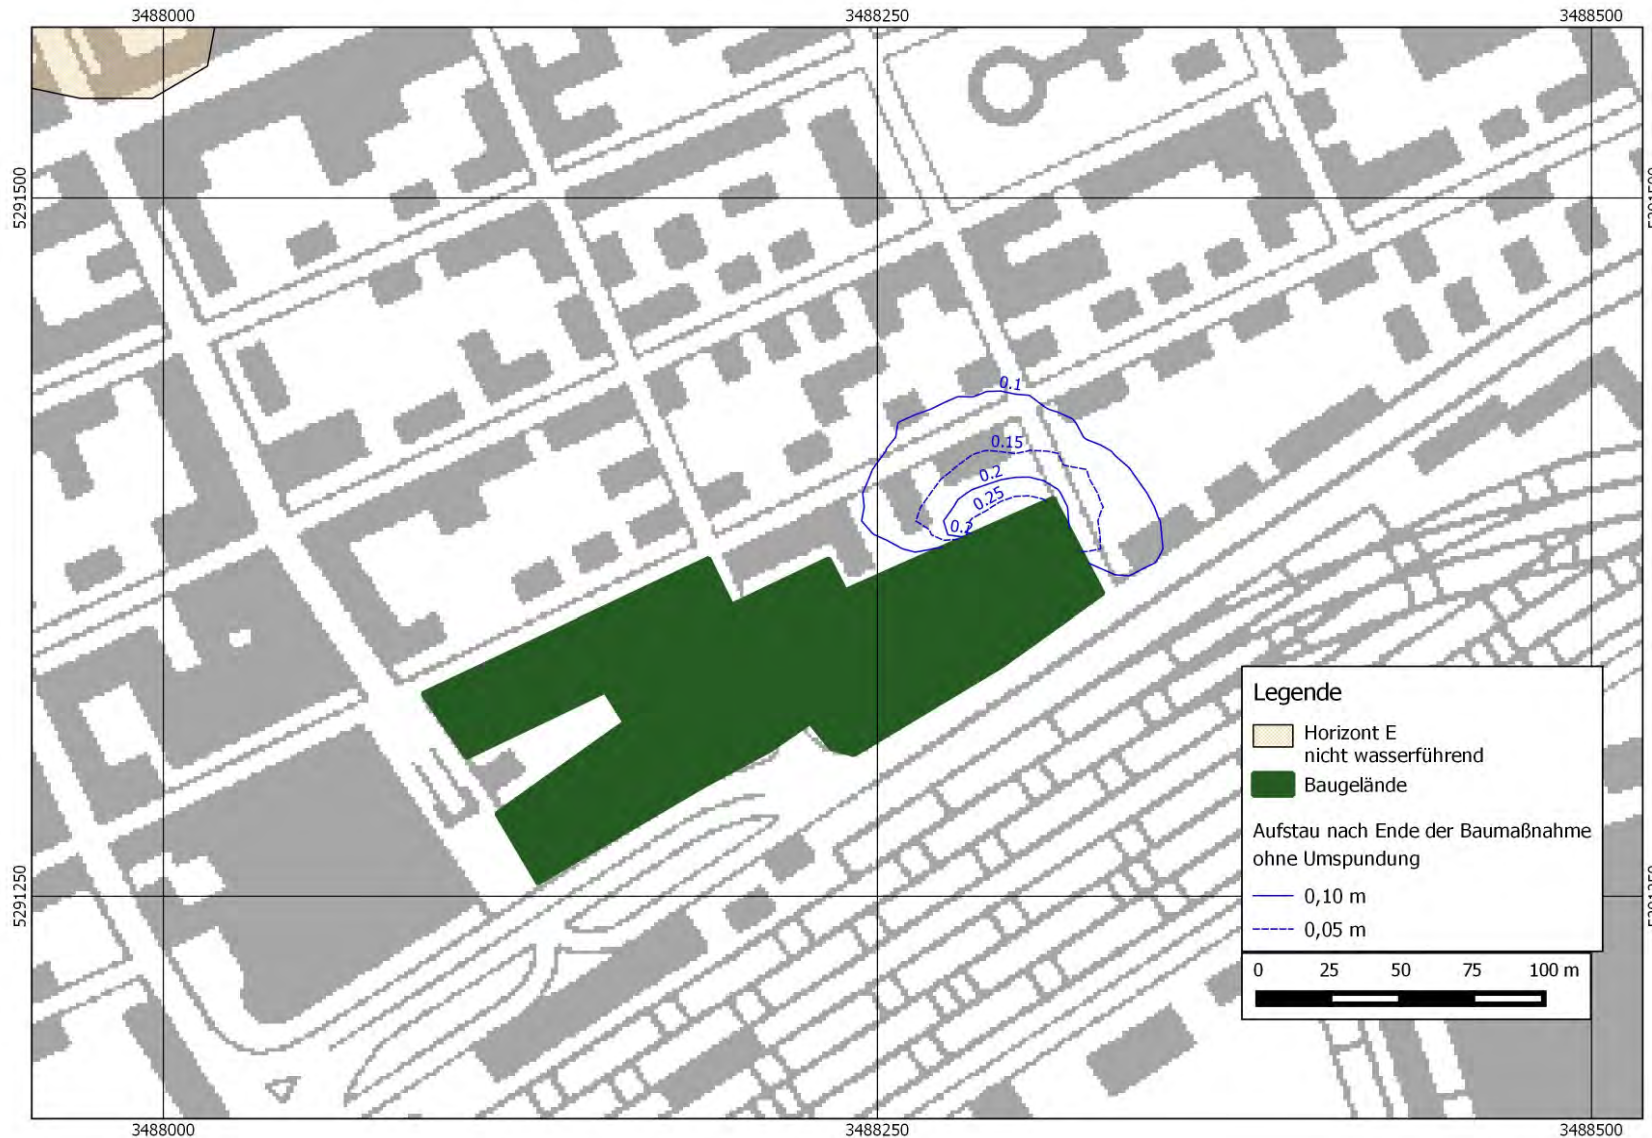 3488000
3488250
3488500
5291500
0.1
0.15
0.2
0.25
0.2
Legende
Horizont E
nicht wasserführend
Baugelände
Aufstau nach Ende der Baumaßnahme
ohne Umspundung
0,10 m
0,05 m
5291250
0 25 50 75 100 m
3488000
3488250
3488500